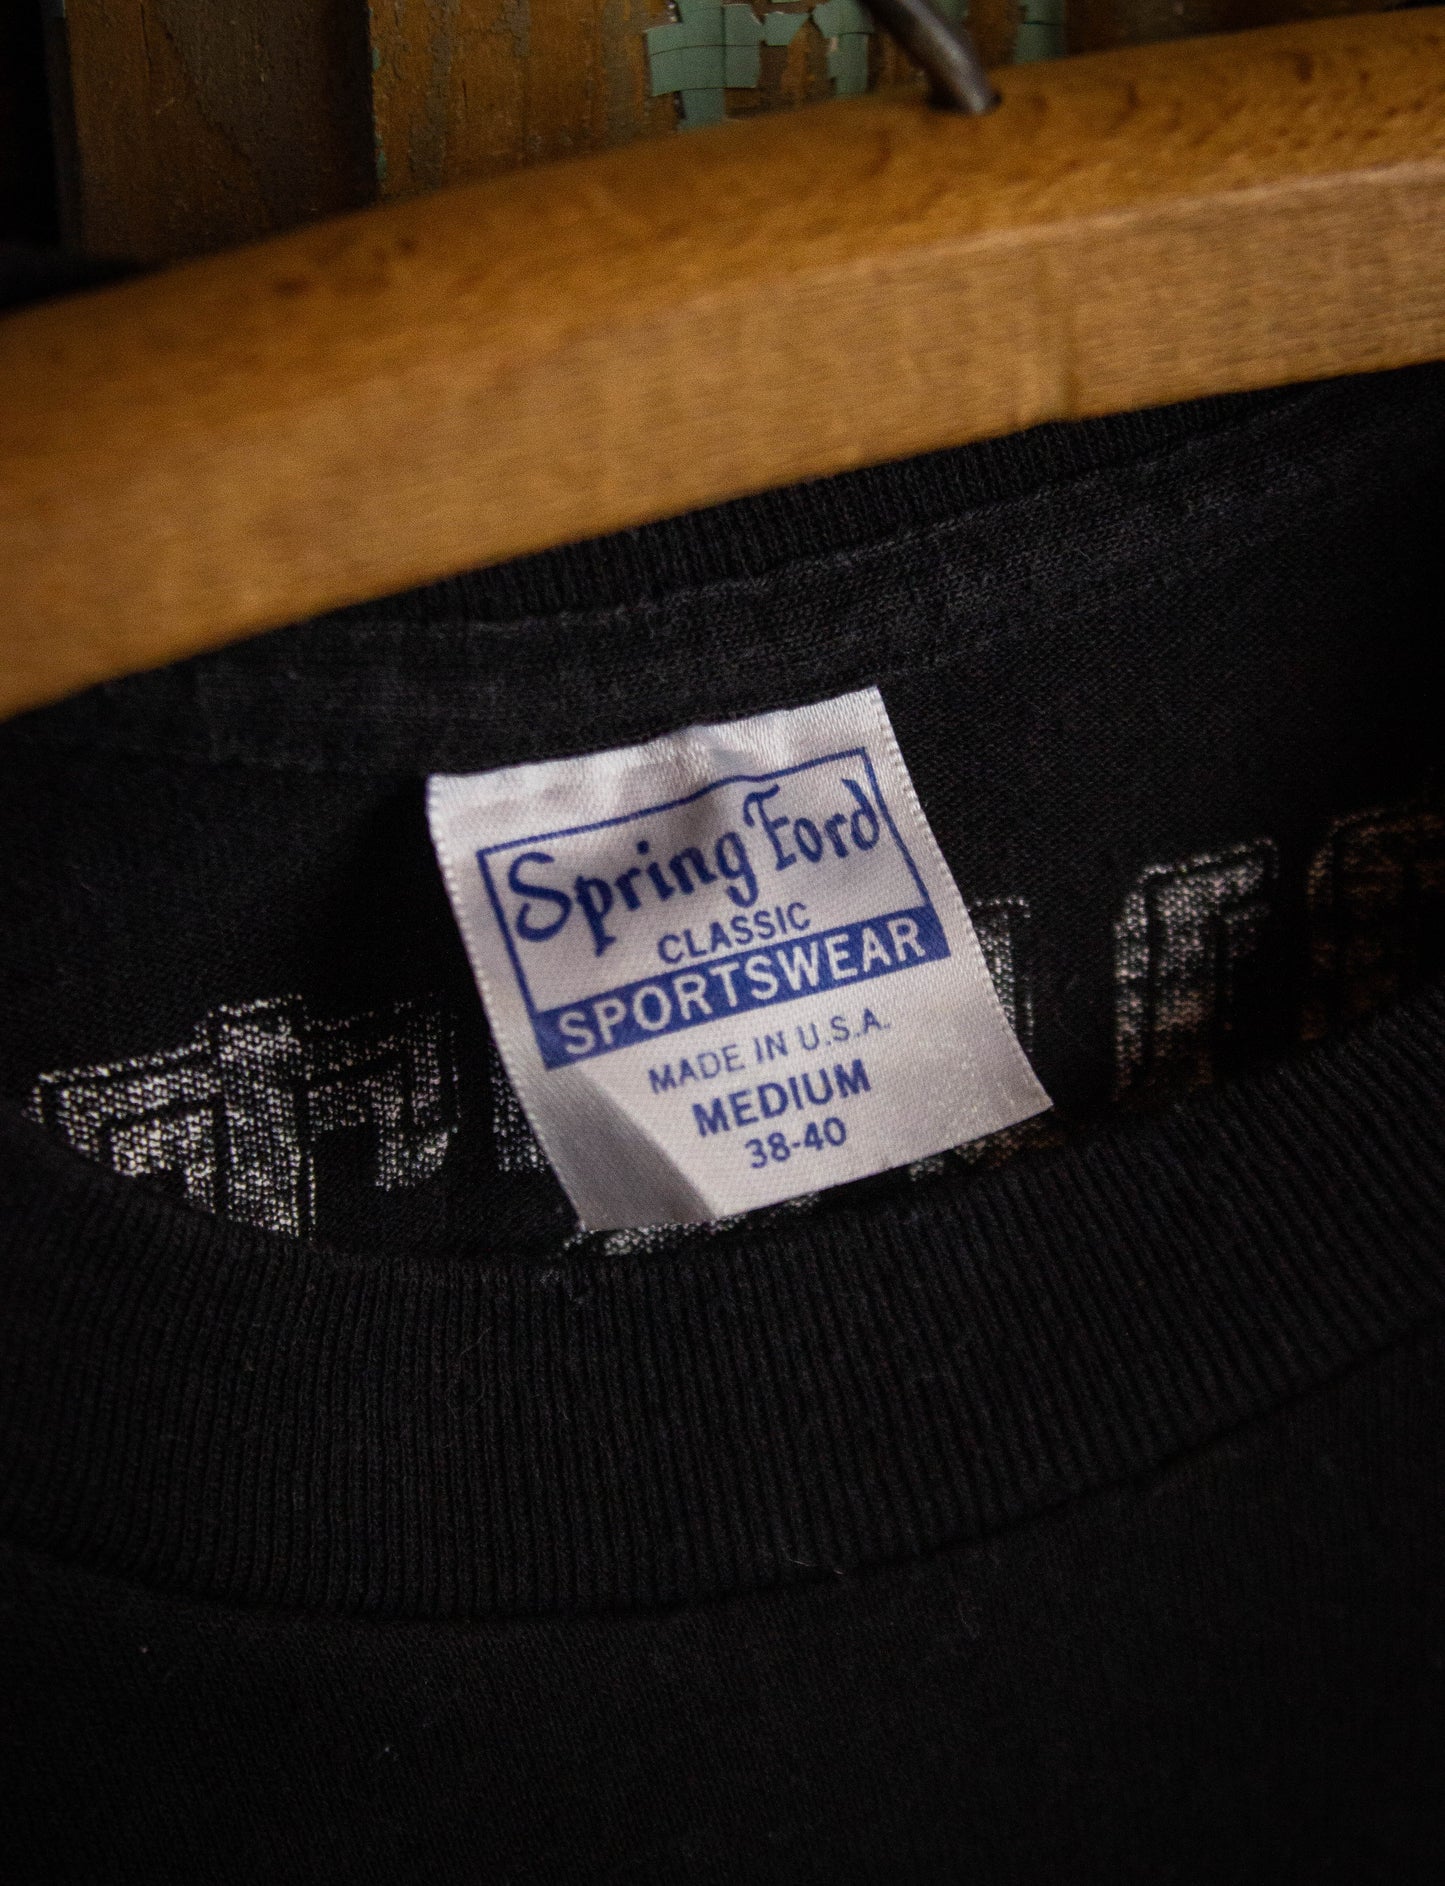 Spring Ford
CLASSIC
SPORTSWEAR
MADE IN U.S.A.
MEDIUM
38-40